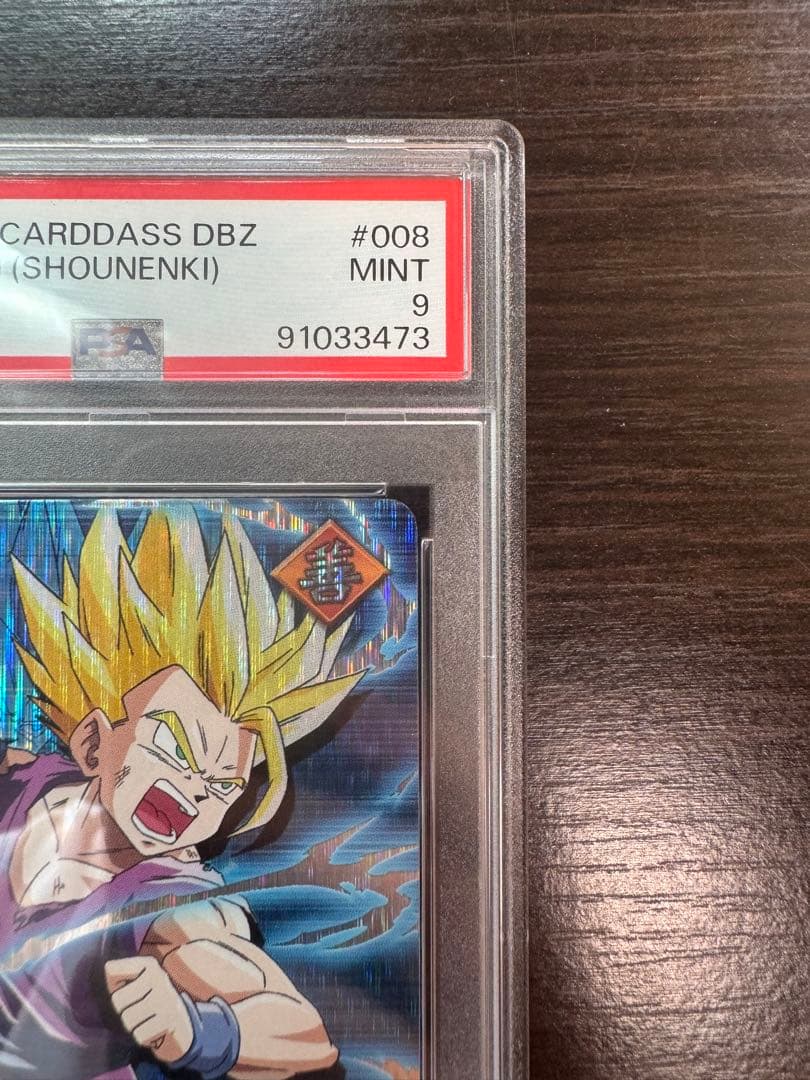 CARDDASS DBZ #008
(SHOUNENKI) MINT
9
PSA 91033473
善